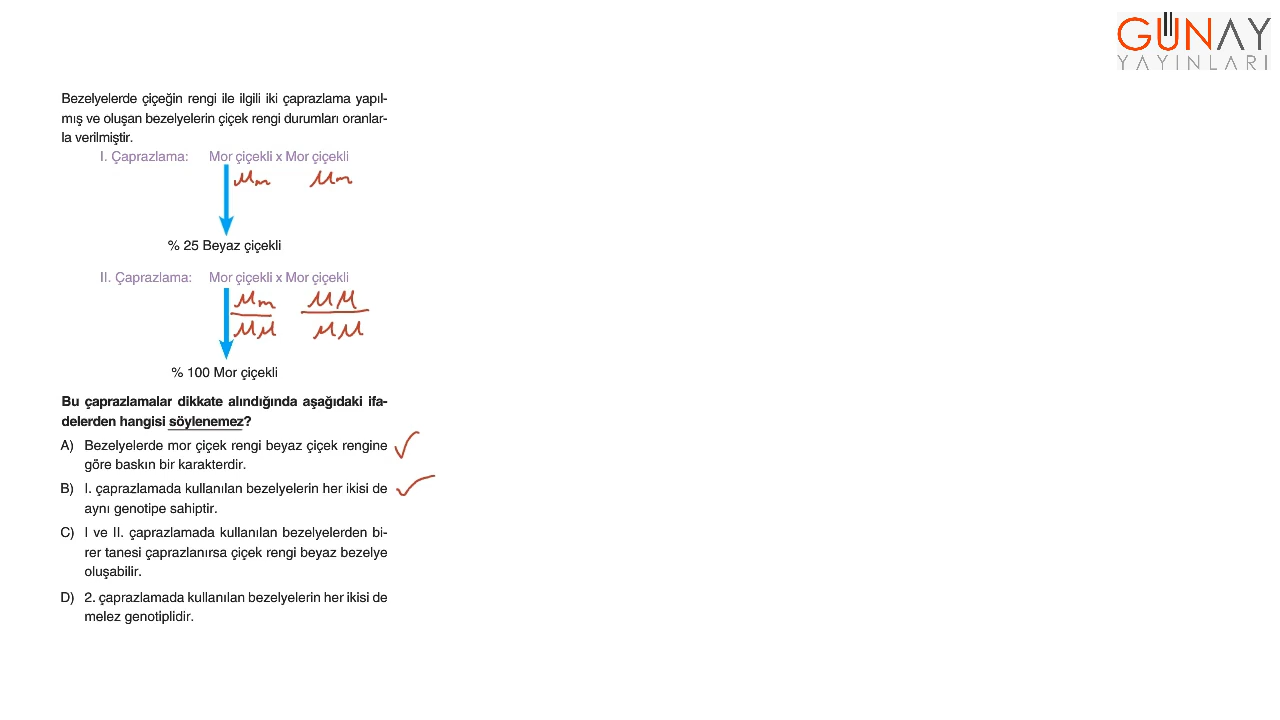 GÜNAY
YAYINLARI
Bezelyelerde çiçeğin rengi ile ilgili iki çaprazlama yapıl-
mış ve oluşan bezelyelerin çiçek rengi durumları oranlar-
la verilmiştir.
I. Çaprazlama: Mor çiçekli x Mor çiçekli
Mm Mm
% 25 Beyaz çiçekli
II. Çaprazlama: Mor çiçekli x Mor çiçekli
Mm MM
MM MM
% 100 Mor çiçekli
Bu çaprazlamalar dikkate alındığında aşağıdaki ifa-
delerden hangisi söylenemez?
A) Bezelyelerde mor çiçek rengi beyaz çiçek rengine
göre baskın bir karakterdir.
B) I. çaprazlamada kullanılan bezelyelerin her ikisi de
aynı genotipe sahiptir.
C) I ve II. çaprazlamada kullanılan bezelyelerden bi-
rer tanesi çaprazlanırsa çiçek rengi beyaz bezelye
oluşabilir.
D) 2. çaprazlamada kullanılan bezelyelerin her ikisi de
melez genotiplidir.